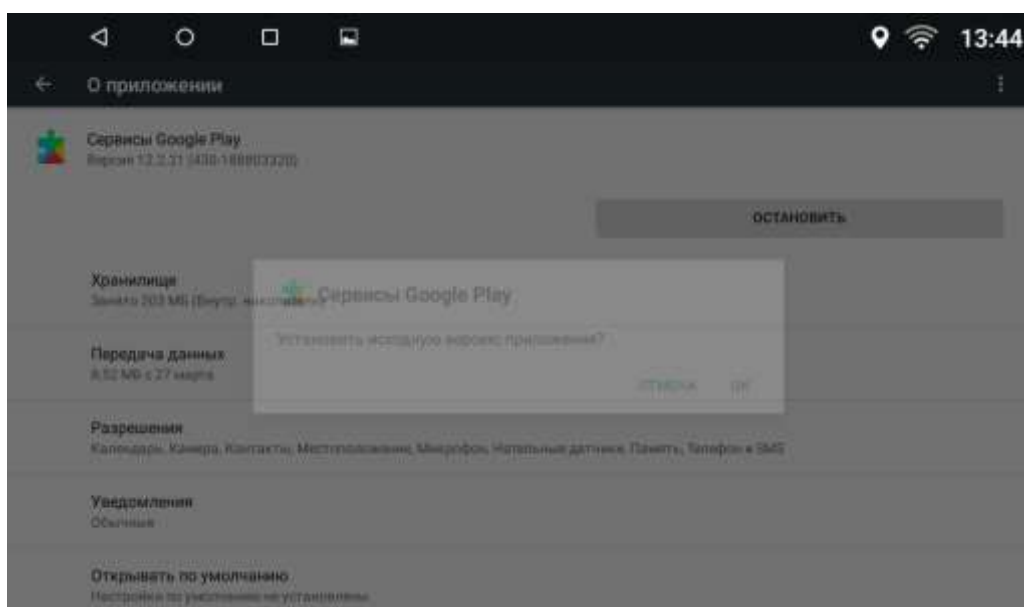 13:44
О приложении
Сервисы Google Play
Версия 12.2.21 (430-188803320)
ОСТАНОВИТЬ
Хранилище
Занято 203 МБ (Внутр.
Сервисы Google Play
Установить исходную версию приложения?
ОТМЕНА ОК
Передача данных
8,52 МБ с 27 марта
Разрешения
Календарь, Камера, Контакты, Местоположение, Микрофон, Нательные датчики, Память, Телефон и SMS
Уведомления
Обычные
Открывать по умолчанию
Настройки по умолчанию не установлены